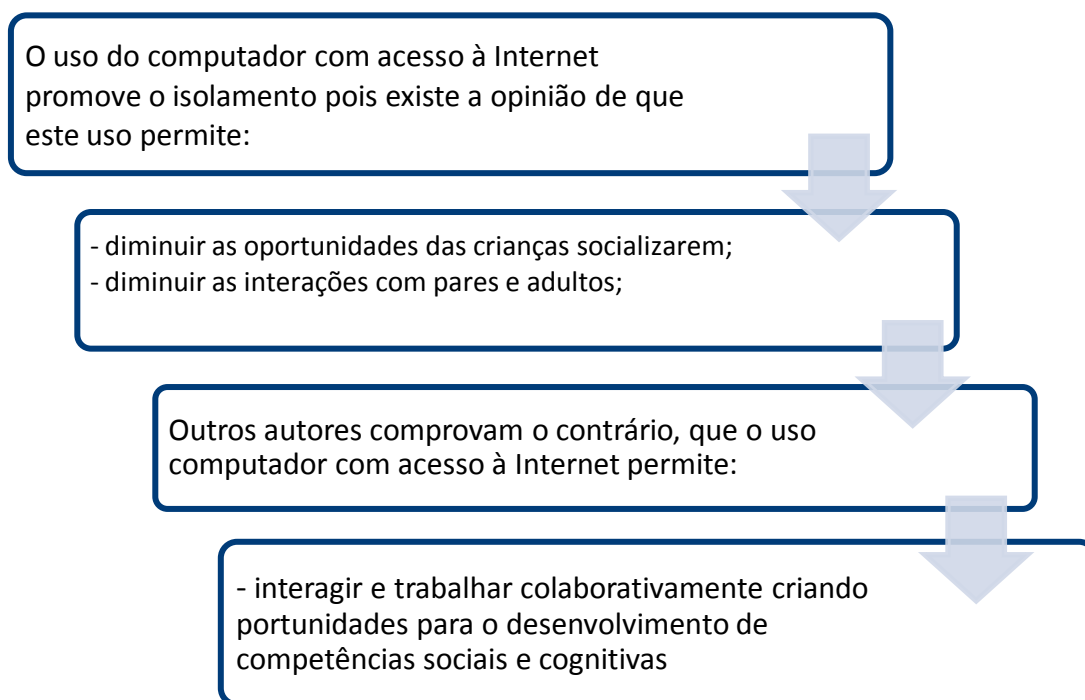 O uso do computador com acesso à Internet
promove o isolamento pois existe a opinião de que
este uso permite:
- diminuir as oportunidades das crianças socializarem;
- diminuir as interações com pares e adultos;
Outros autores comprovam o contrário, que o uso
computador com acesso à Internet permite:
- interagir e trabalhar colaborativamente criando
portunidades para o desenvolvimento de
competências sociais e cognitivas